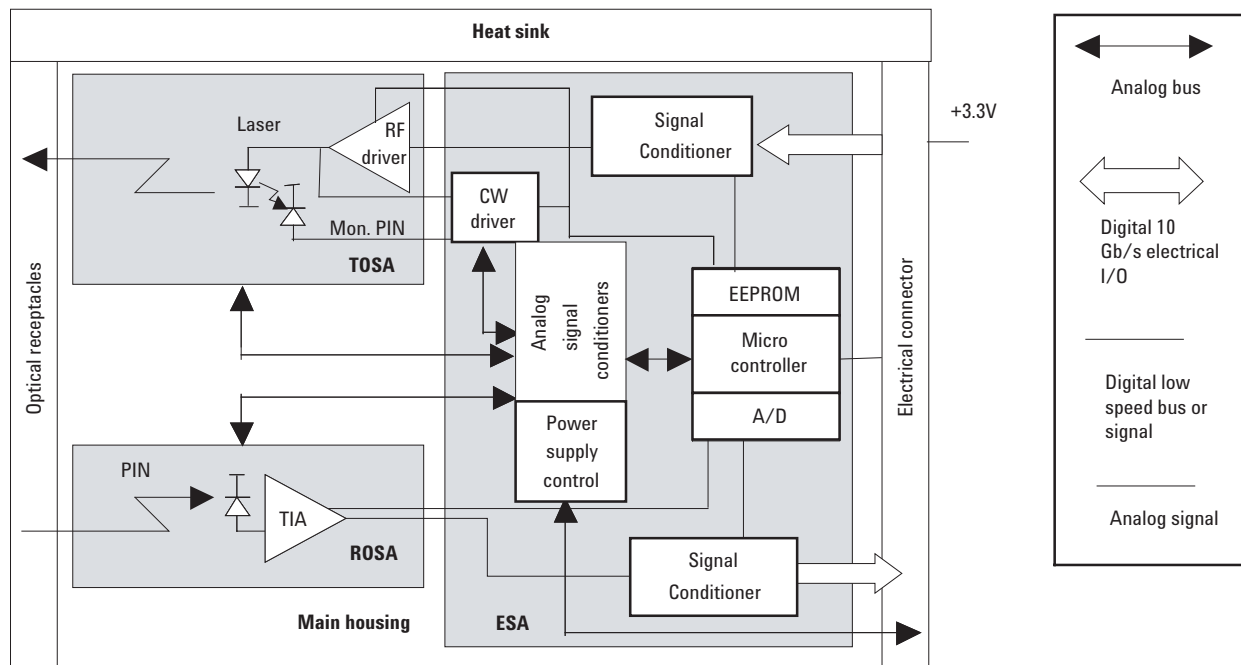 Heat sink
Optical receptacles
Laser
RF
driver
Mon. PIN
TOSA
CW
driver
Signal
Conditioner
Analog
signal
conditioners
EEPROM
Micro
controller
A/D
Power
supply
control
PIN
TIA
ROSA
Signal
Conditioner
Main housing
ESA
Electrical connector
+3.3V
Analog bus
Digital 10
Gb/s electrical
I/O
Digital low
speed bus or
signal
Analog signal